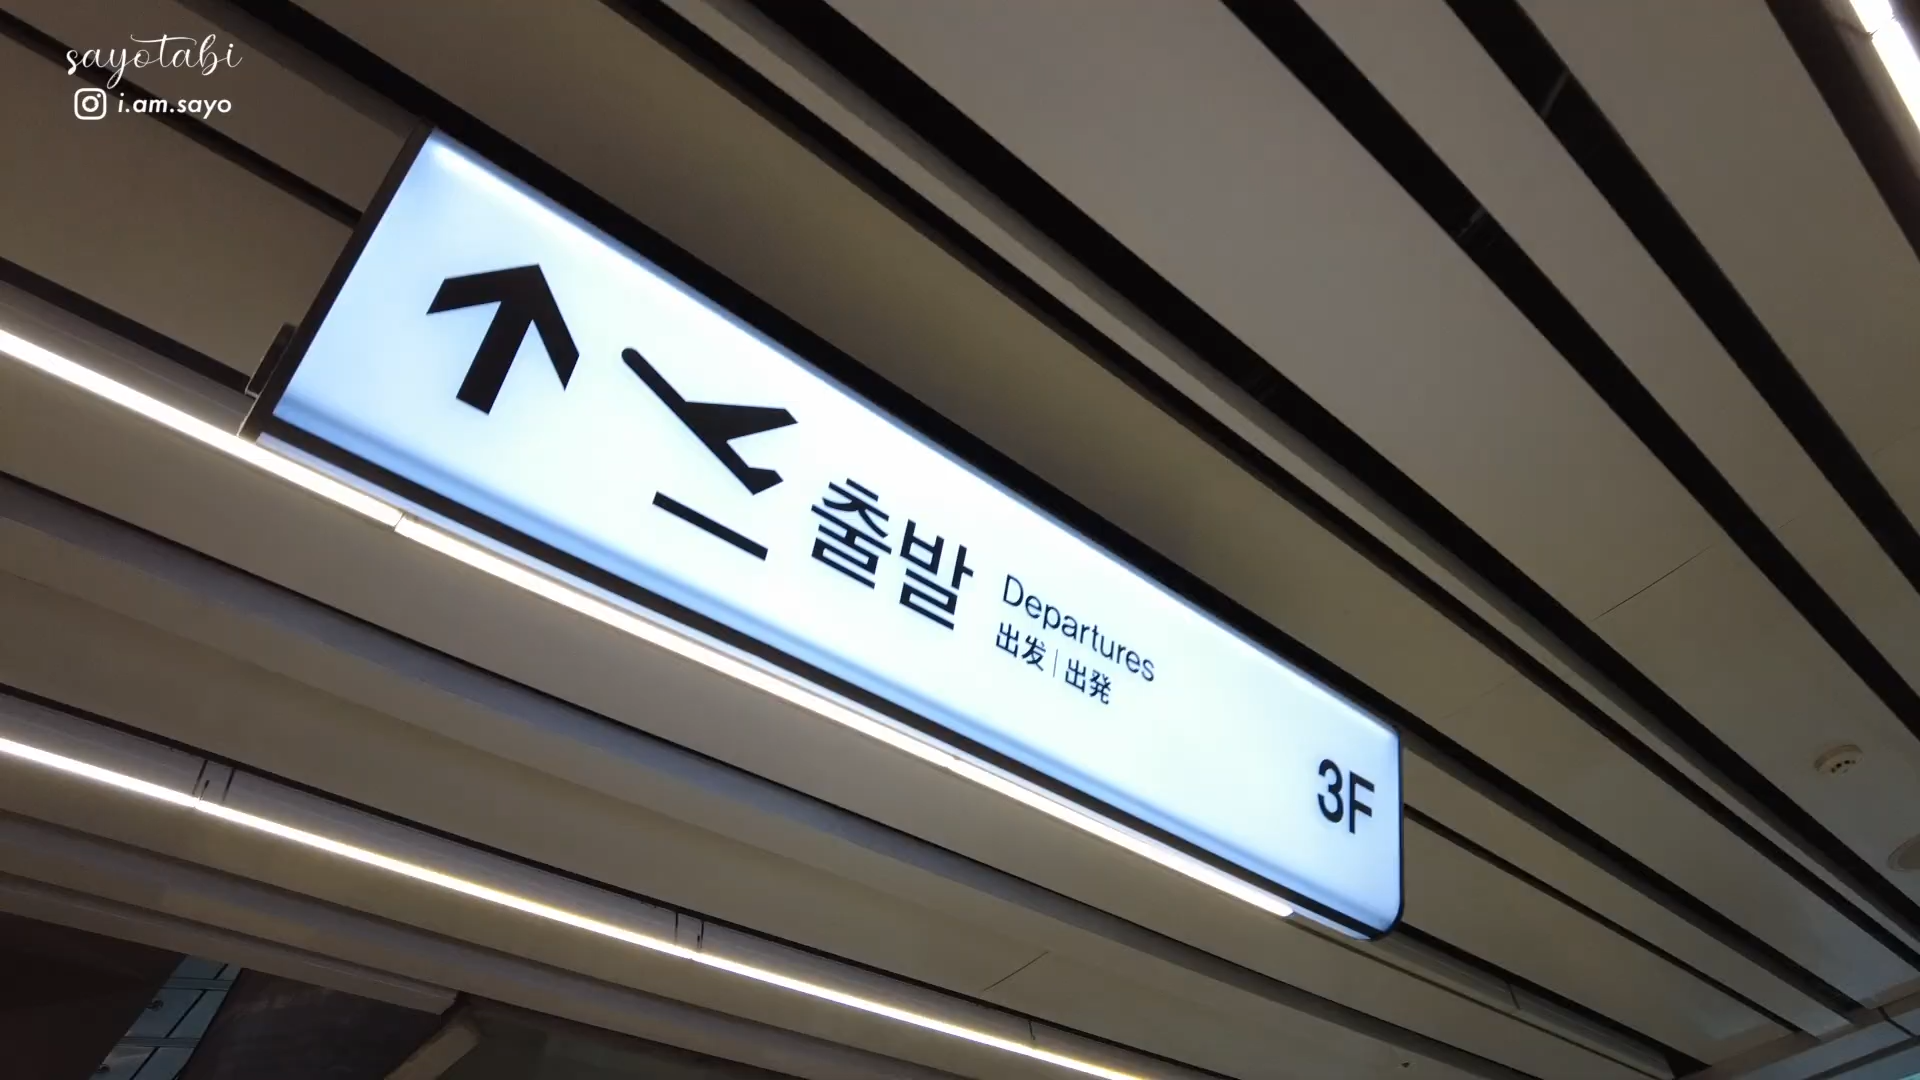 sayotabi
i.am.sayo
출발
Departures
出发 | 出発
3F